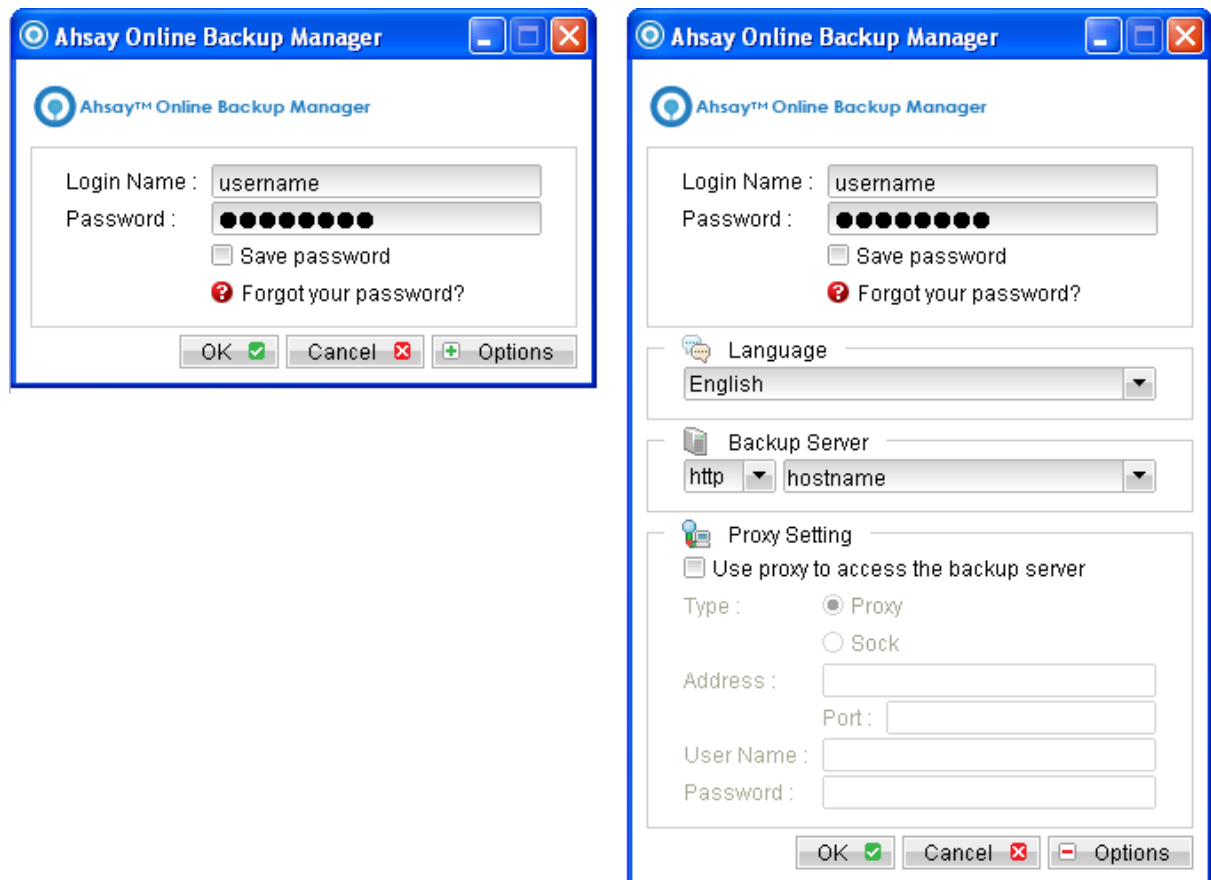 Ahsay Online Backup Manager
Ahsay™ Online Backup Manager
Login Name : username
Password : ●●●●●●●●
Save password
Forgot your password?
OK Cancel Options
Ahsay Online Backup Manager
Ahsay™ Online Backup Manager
Login Name : username
Password : ●●●●●●●●
Save password
Forgot your password?
Language
English
Backup Server
http hostname
Proxy Setting
Use proxy to access the backup server
Type : Proxy
Sock
Address :
Port :
User Name :
Password :
OK Cancel Options